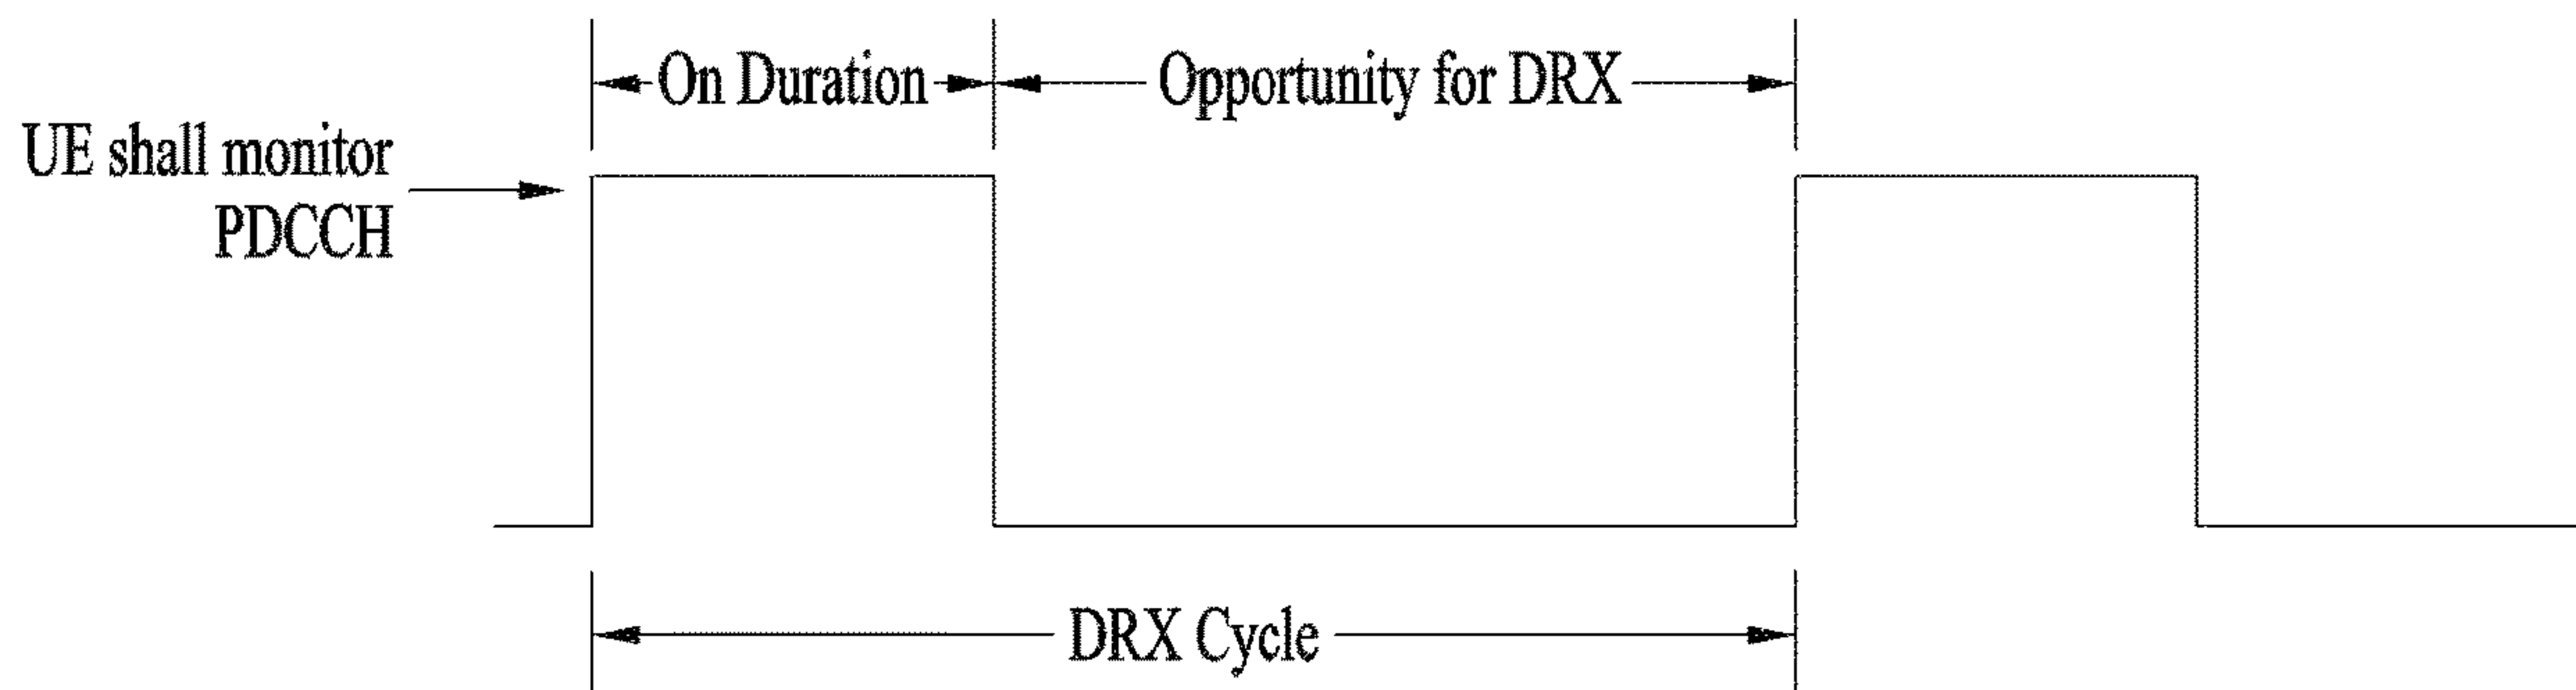 On Duration
Opportunity for DRX
UE shall monitor
PDCCH
DRX Cycle